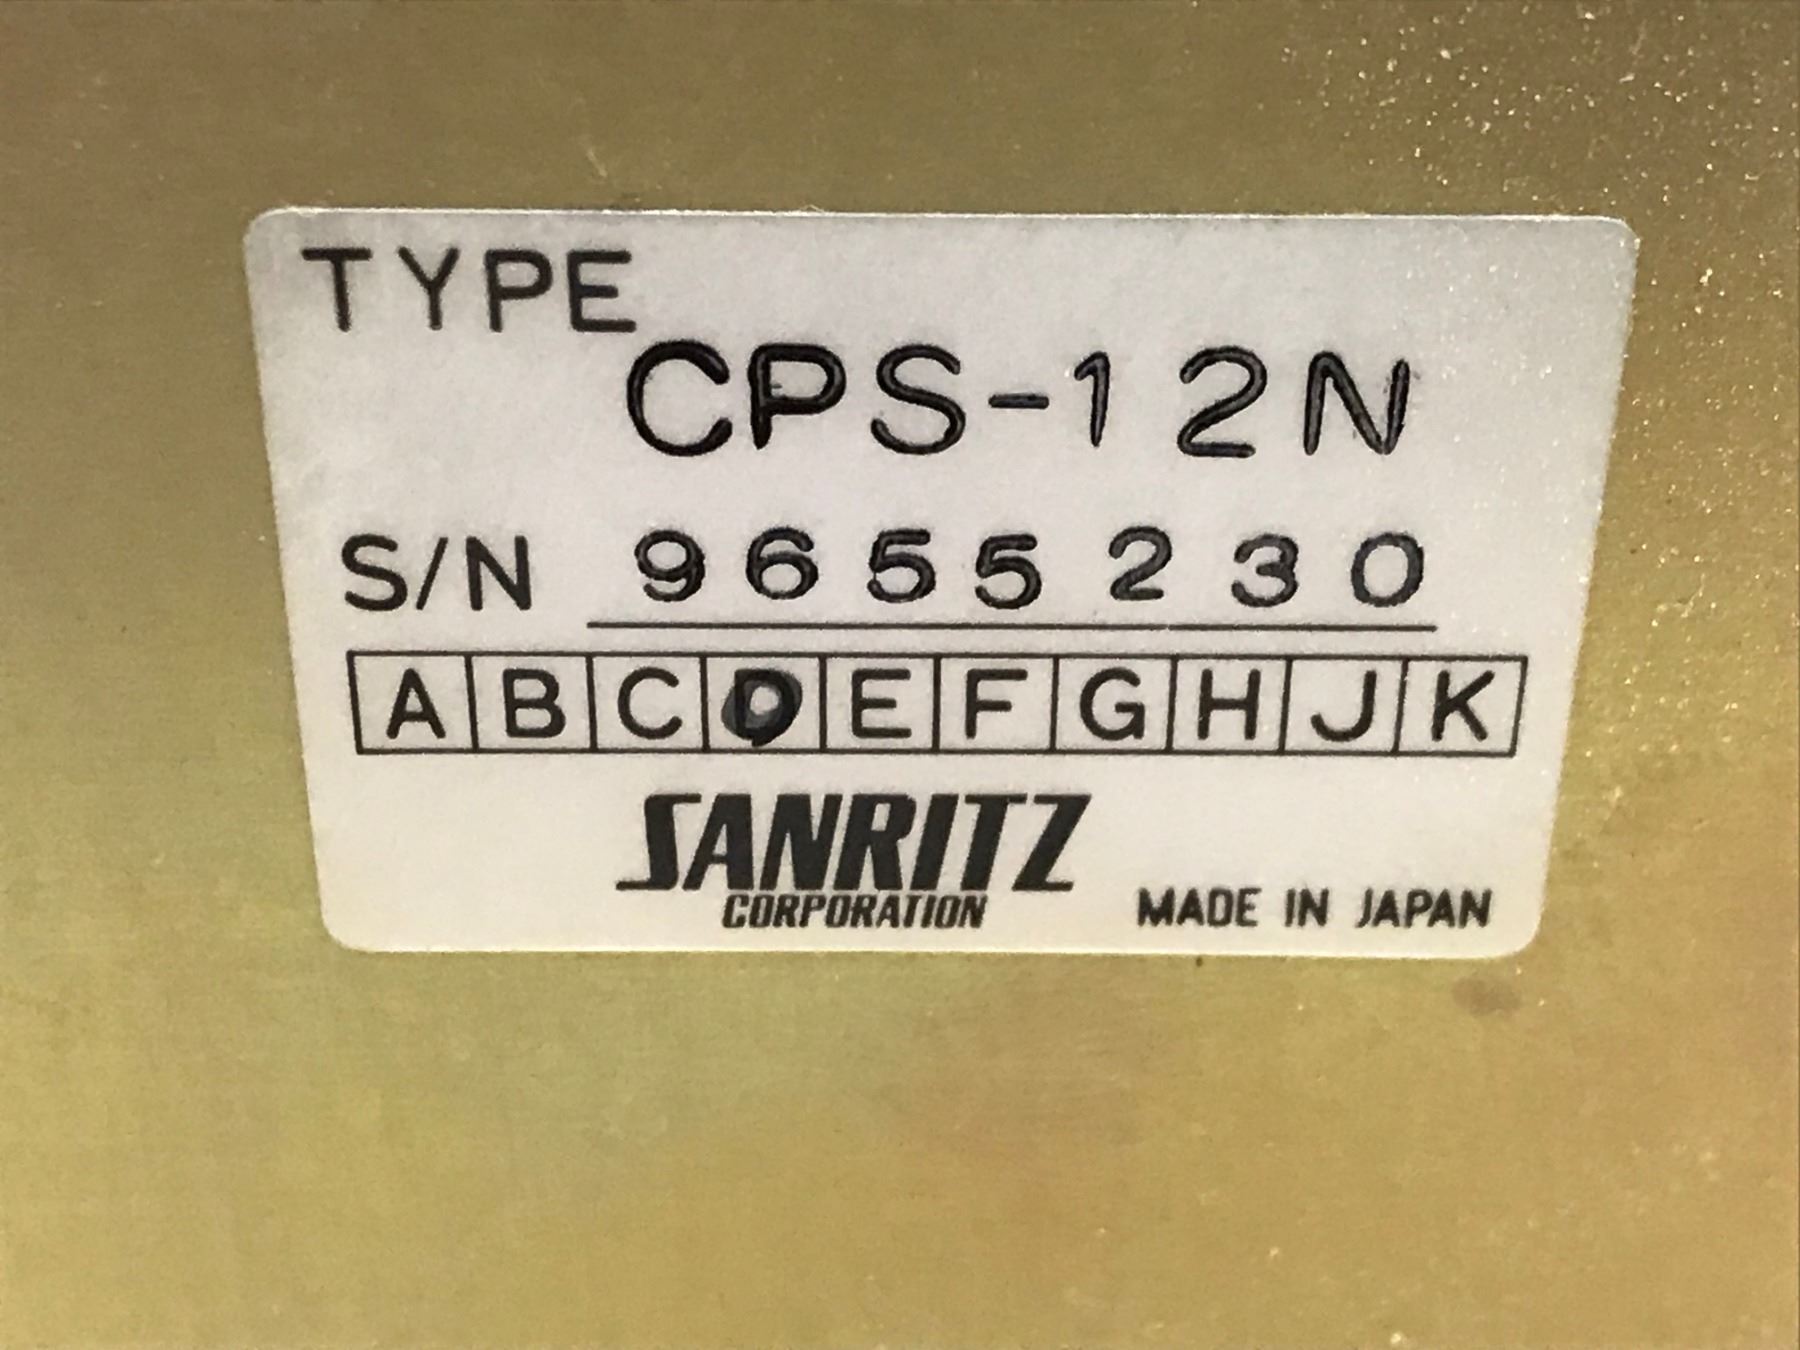 TYPE
CPS-12N
S/N 9655230
A B C D E F G H J K
SANRITZ
CORPORATION
MADE IN JAPAN